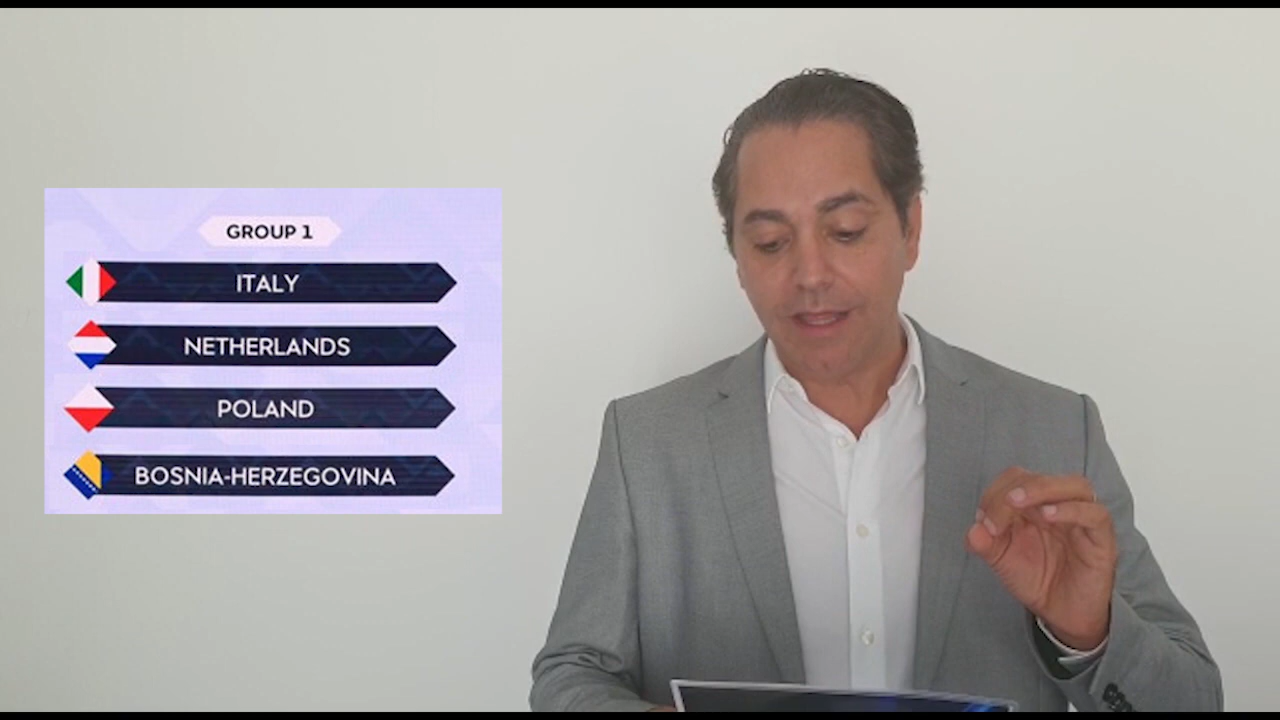 GROUP 1
ITALY
NETHERLANDS
POLAND
BOSNIA-HERZEGOVINA